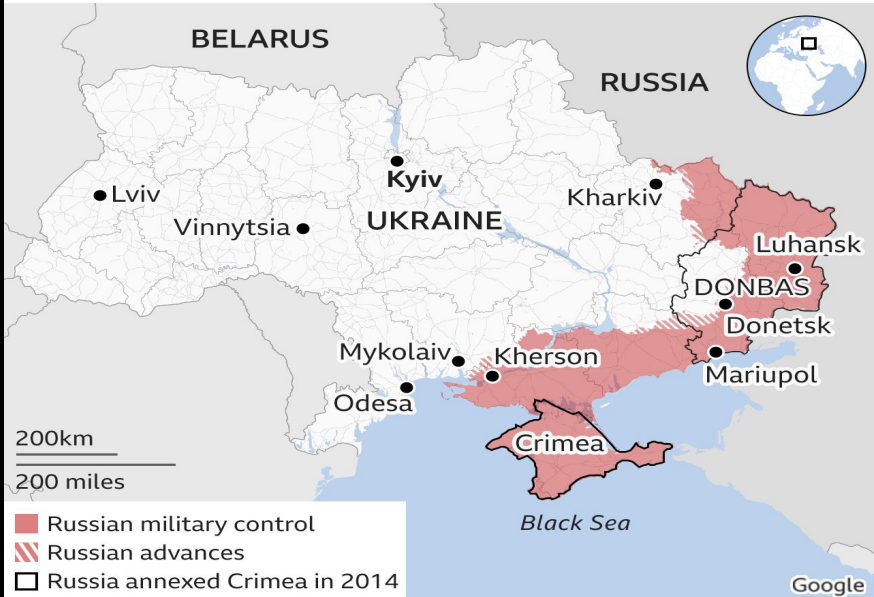 BELARUS
RUSSIA
Kyiv
Lviv
Kharkiv
Vinnytsia
UKRAINE
Luhansk
DONBAS
Donetsk
Mykolaiv
Kherson
Mariupol
Odesa
Crimea
200km
200 miles
Black Sea
Russian military control
Russian advances
Russia annexed Crimea in 2014
Google